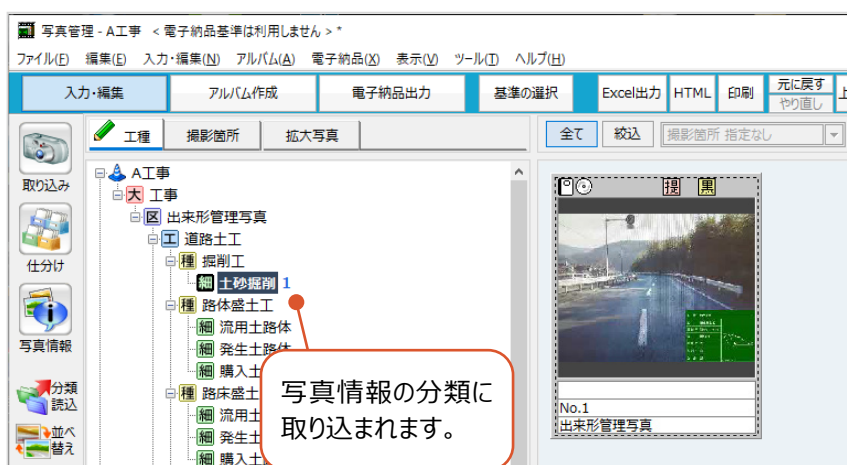 写真管理 - A工事 ＜電子納品基準は利用しません＞*
ファイル(F) 編集(E) 入力･編集(N) アルバム(A) 電子納品(X) 表示(V) ツール(T) ヘルプ(H)
入力･編集 アルバム作成 電子納品出力 基準の選択 Excel出力 HTML 印刷 元に戻す やり直し 上
工種 撮影箇所 拡大写真 全て 絞込 撮影箇所 指定なし
取り込み
仕分け
写真情報
分類読込
並べ替え
A工事
大 工事
区 出来形管理写真
工 道路土工
種 掘削工
細 土砂掘削 1
種 路体盛土工
細 流用土路体
細 発生土路体
細 購入土
種 路床盛土
細 流用土
細 発生土
細 購入土
写真情報の分類に
取り込まれます。
提 黒
No.1
出来形管理写真